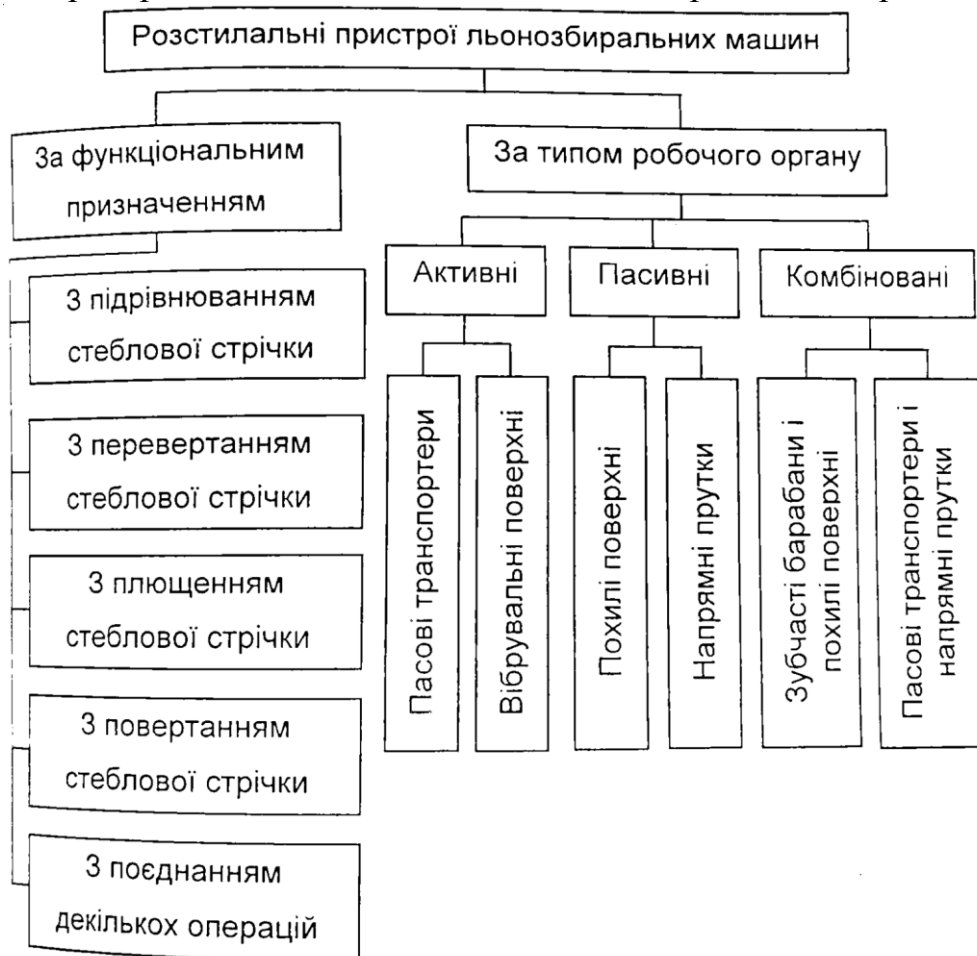 Розстилальні пристрої льонозбиральних машин
За функціональним
призначенням
За типом робочого органу
З підрівнюванням
стеблової стрічки
З перевертанням
стеблової стрічки
З плющенням
стеблової стрічки
З повертанням
стеблової стрічки
З поєднанням
декількох операцій
Активні
Пасивні
Комбіновані
Пасові транспортери
Вібрувальні поверхні
Похилі поверхні
Напрямні прутки
Зубчасті барабани і
похилі поверхні
Пасові транспортери і
напрямні прутки